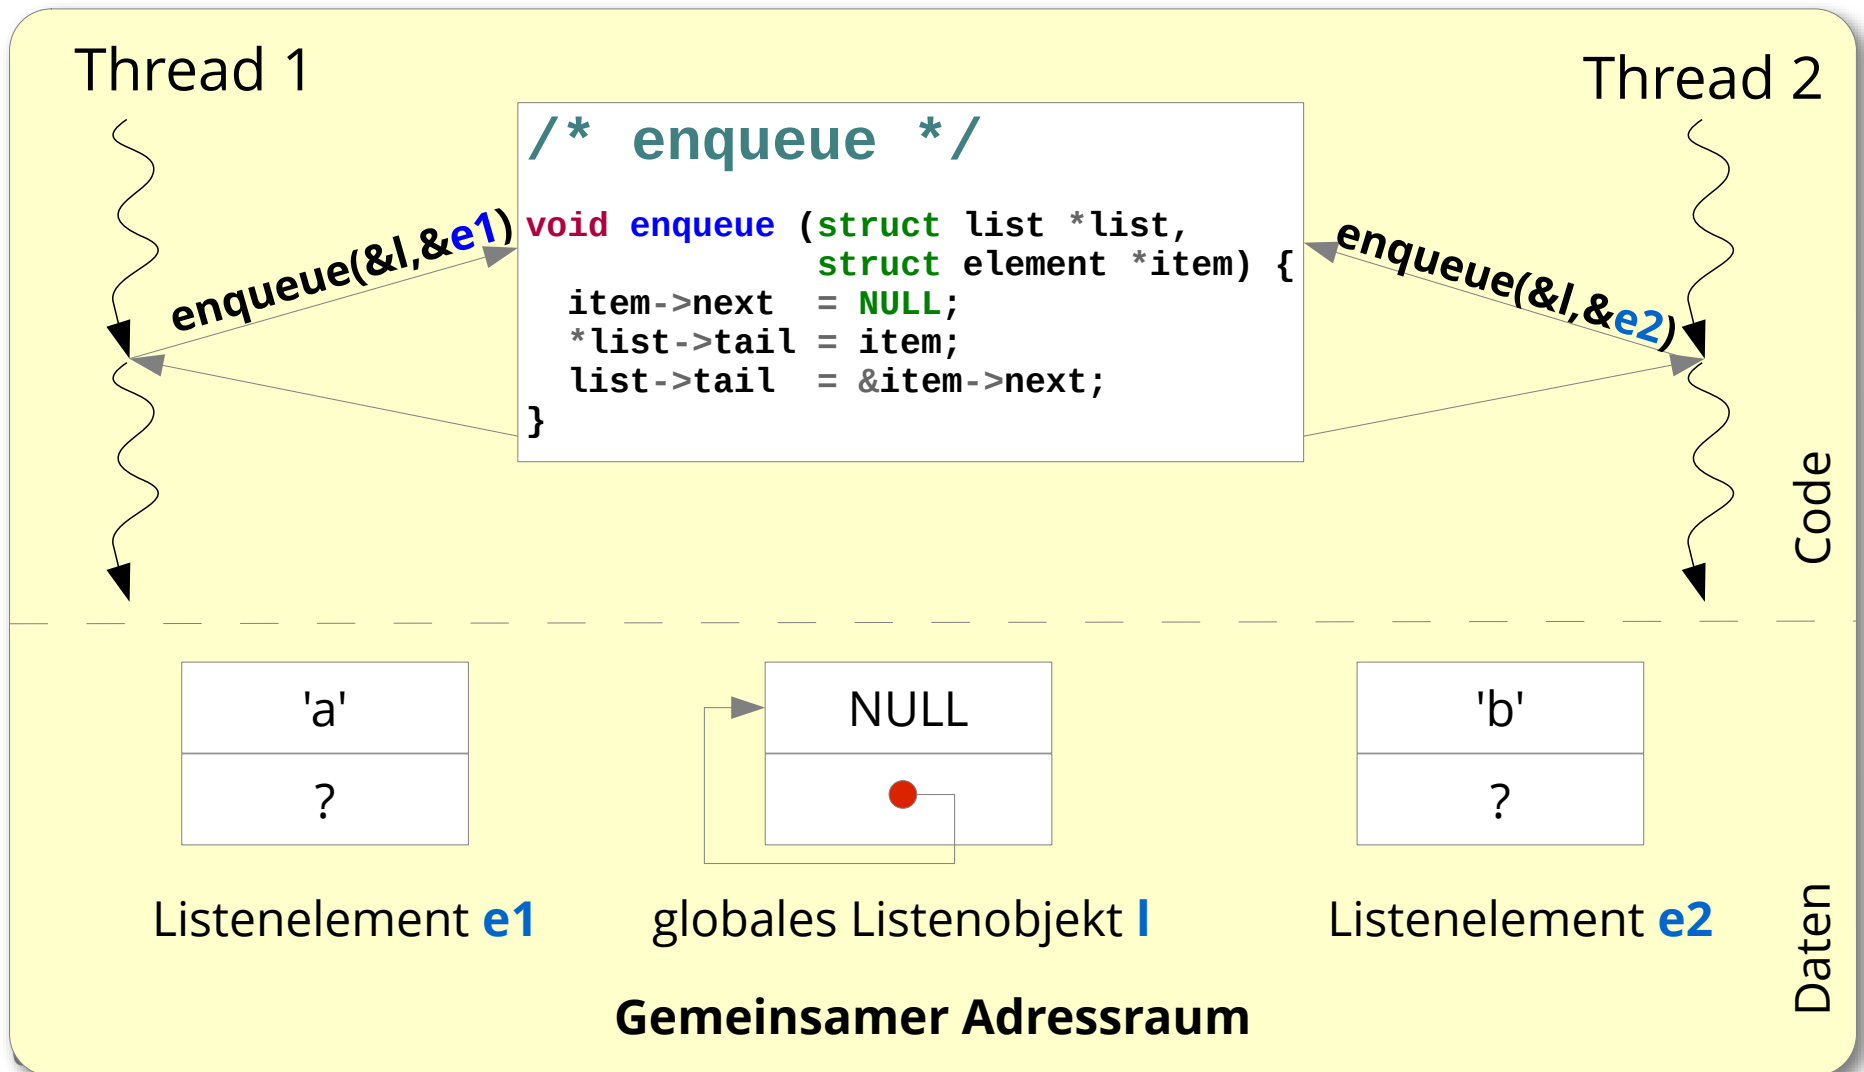 Thread 1
Thread 2
/* enqueue */
void enqueue (struct list *list,
struct element *item) {
item->next = NULL;
*list->tail = item;
list->tail = &item->next;
}
enqueue(&l,&e1)
enqueue(&l,&e2)
Code
'a'
?
NULL
'b'
?
Listenelement e1
globales Listenobjekt l
Listenelement e2
Daten
Gemeinsamer Adressraum